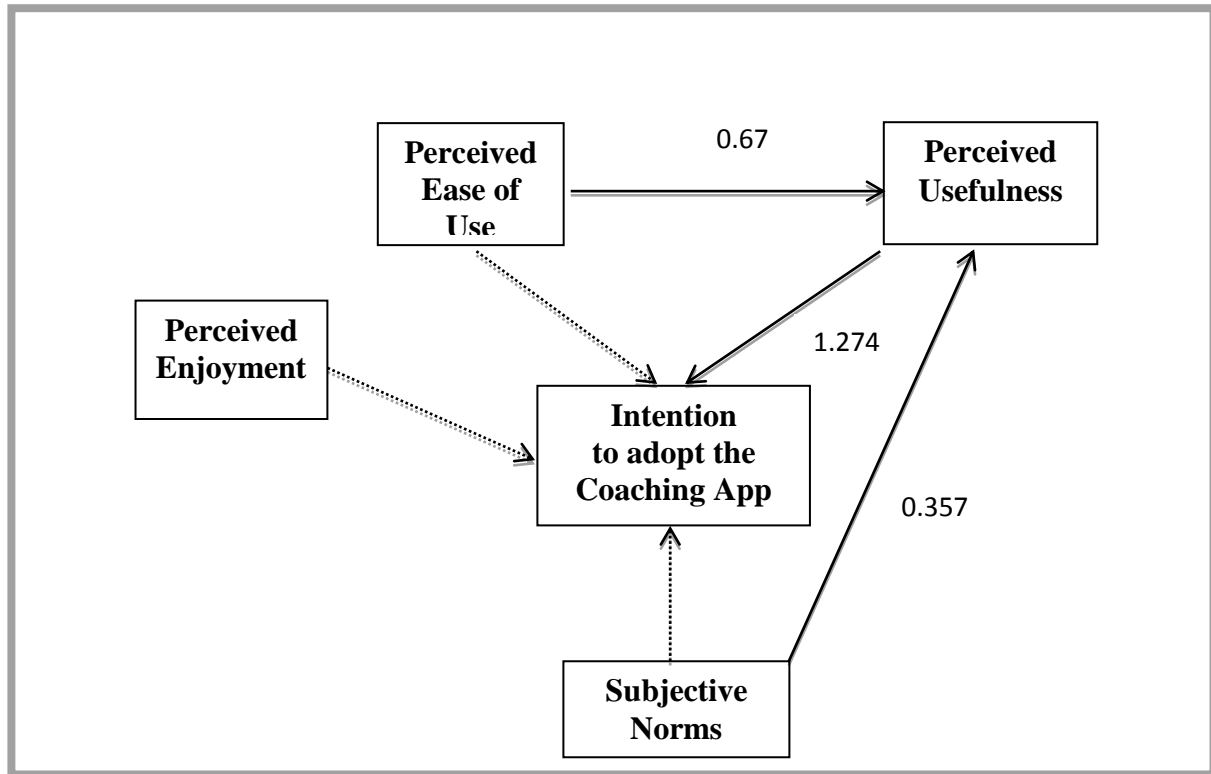 0.67
Perceived
Ease of
Use
Perceived
Usefulness
Perceived
Enjoyment
1.274
Intention
to adopt the
Coaching App
0.357
Subjective
Norms